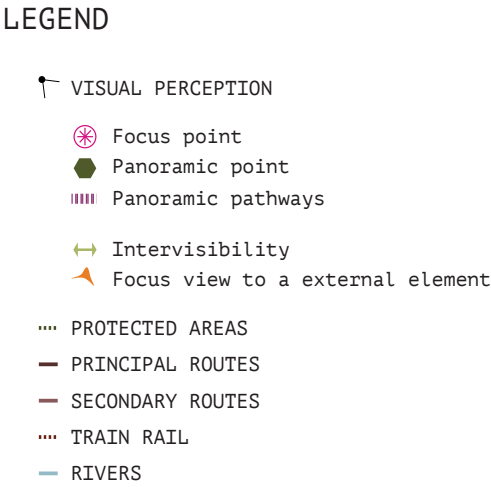 LEGEND
VISUAL PERCEPTION
Focus point
Panoramic point
Panoramic pathways
Intervisibility
Focus view to a external element
PROTECTED AREAS
PRINCIPAL ROUTES
SECONDARY ROUTES
TRAIN RAIL
RIVERS